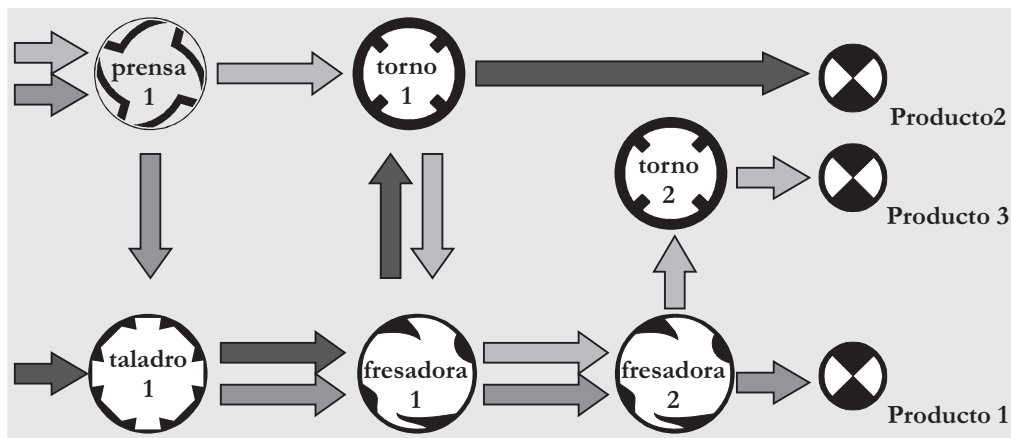 prensa
1
torno
1
Producto2
torno
2
Producto 3
taladro
1
fresadora
1
fresadora
2
Producto 1